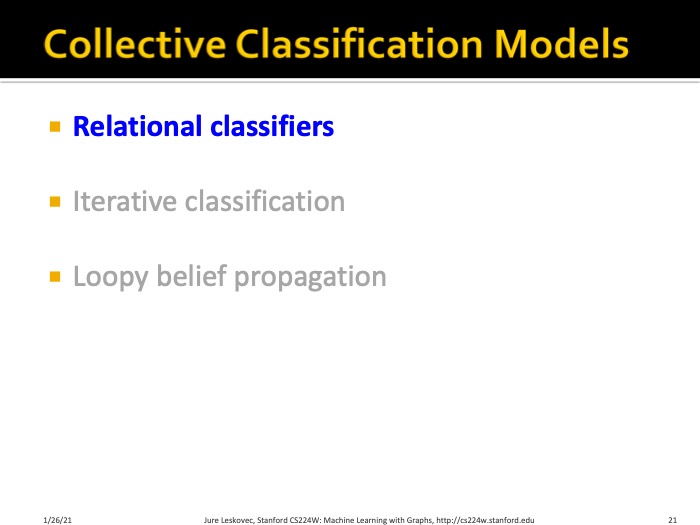 Collective Classification Models
Relational classifiers
Iterative classification
Loopy belief propagation
1/26/21
Jure Leskovec, Stanford CS224W: Machine Learning with Graphs, http://cs224w.stanford.edu
21